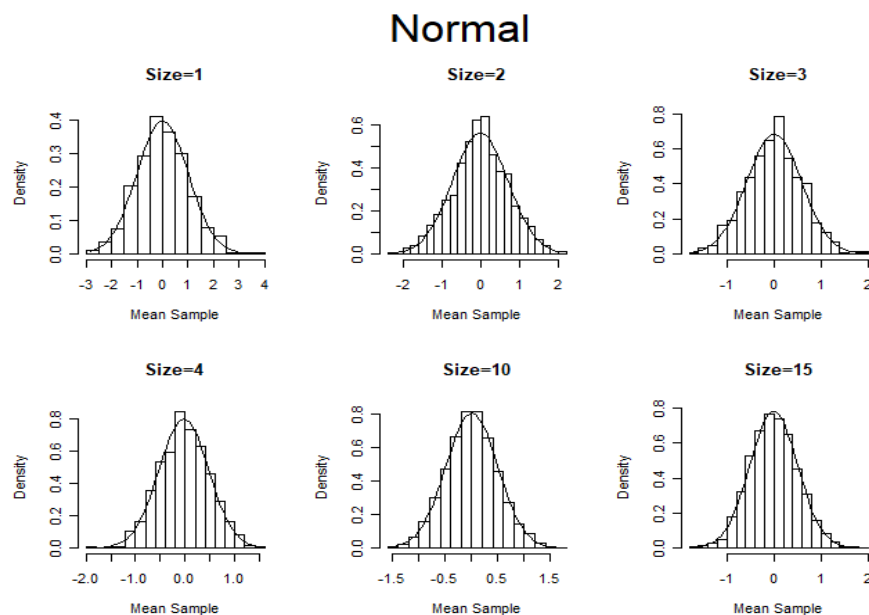 Normal
Size=1
Size=2
Size=3
Density
0.0 0.1 0.2 0.3 0.4
-3 -2 -1 0 1 2 3 4
Mean Sample
Density
0.0 0.2 0.4 0.6
-2 -1 0 1 2
Mean Sample
Density
0.0 0.2 0.4 0.6 0.8
-1 0 1 2
Mean Sample
Size=4
Size=10
Size=15
Density
0.0 0.2 0.4 0.6 0.8
-2.0 -1.0 0.0 1.0
Mean Sample
Density
0.0 0.2 0.4 0.6 0.8
-1.5 -0.5 0.5 1.5
Mean Sample
Density
0.0 0.2 0.4 0.6 0.8
-1 0 1 2
Mean Sample